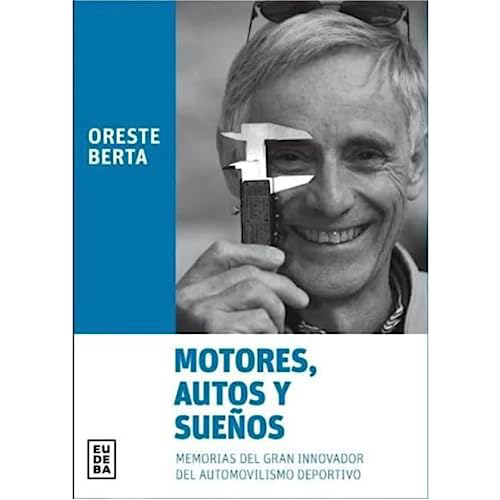 ORESTE
BERTA
MOTORES,
AUTOS Y
SUEÑOS
MEMORIAS DEL GRAN INNOVADOR
DEL AUTOMOVILISMO DEPORTIVO
EU
DE
BA